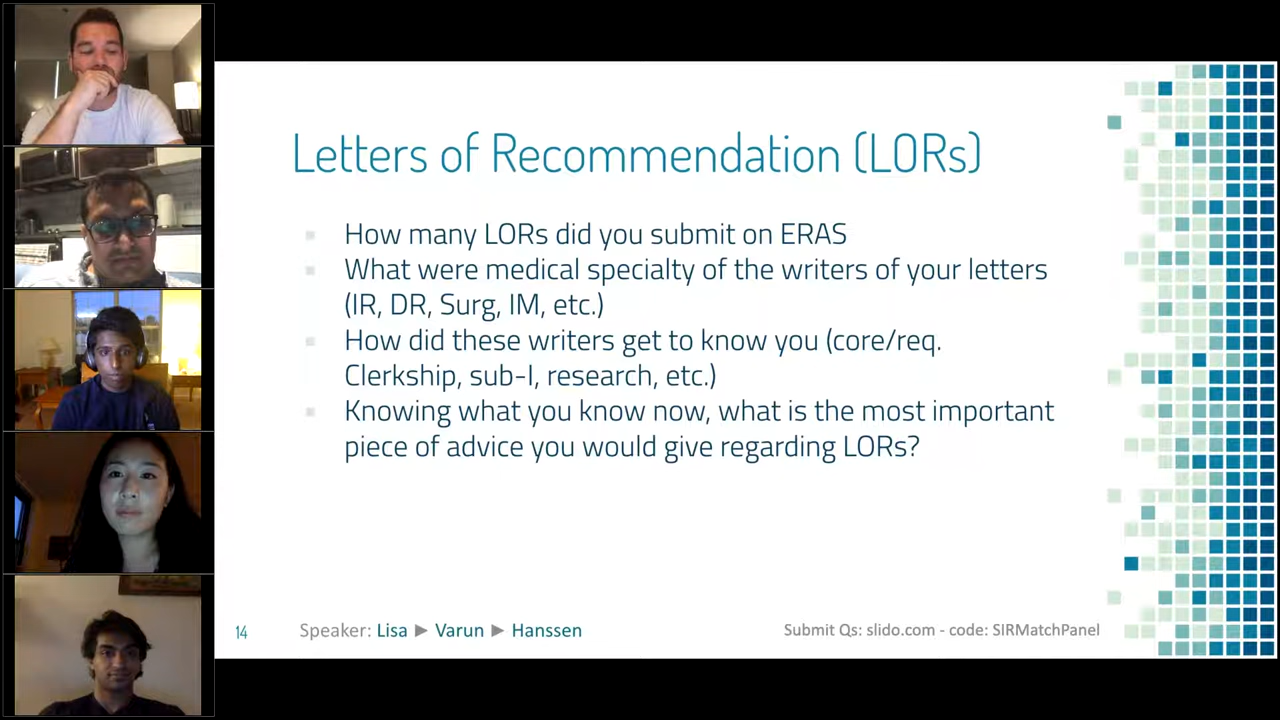 Letters of Recommendation (LORs)
How many LORs did you submit on ERAS
What were medical specialty of the writers of your letters
(IR, DR, Surg, IM, etc.)
How did these writers get to know you (core/req.
Clerkship, sub-I, research, etc.)
Knowing what you know now, what is the most important
piece of advice you would give regarding LORs?
14
Speaker: Lisa ► Varun ► Hanssen
Submit Qs: slido.com - code: SIRMatchPanel